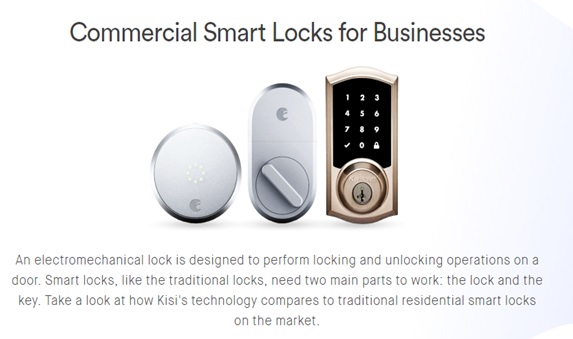 Commercial Smart Locks for Businesses
1 2 3
4 5 6
7 8 9
0
An electromechanical lock is designed to perform locking and unlocking operations on a
door. Smart locks, like the traditional locks, need two main parts to work: the lock and the
key. Take a look at how Kisi's technology compares to traditional residential smart locks
on the market.